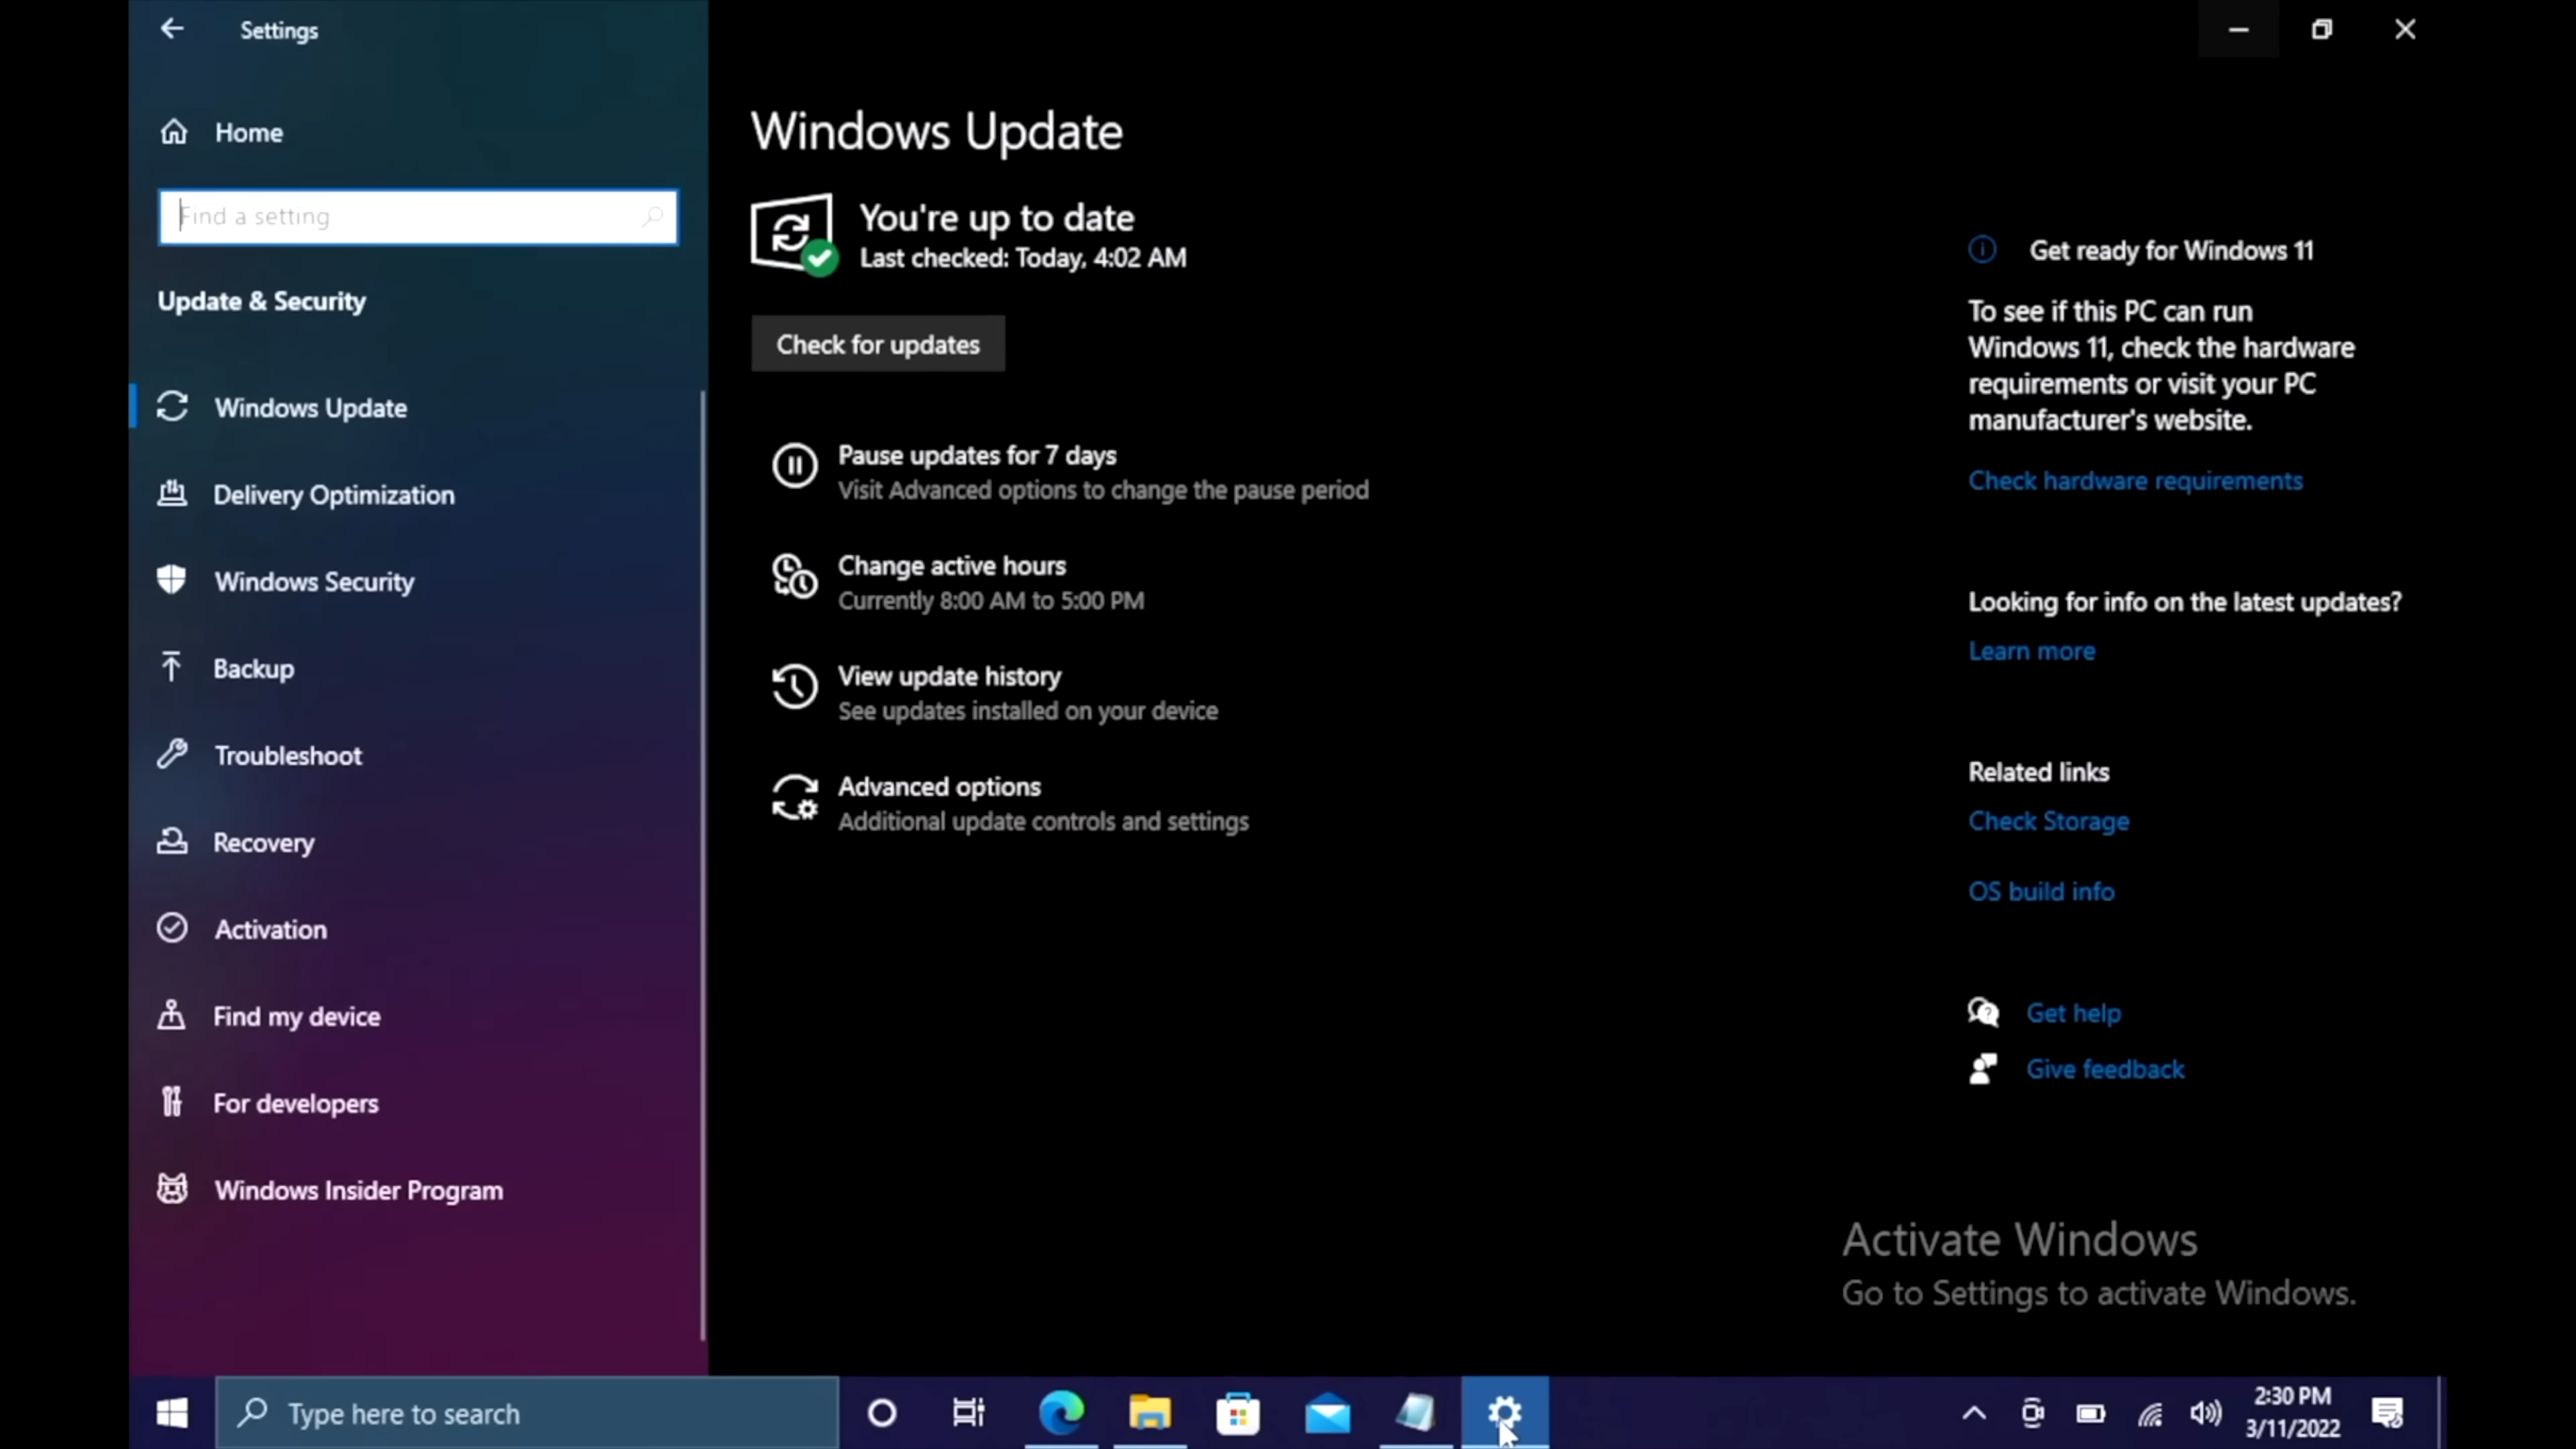 Settings
Home
Find a setting
Update & Security
Windows Update
Delivery Optimization
Windows Security
Backup
Troubleshoot
Recovery
Activation
Find my device
For developers
Windows Insider Program
Windows Update
You're up to date
Last checked: Today, 4:02 AM
Check for updates
Pause updates for 7 days
Visit Advanced options to change the pause period
Change active hours
Currently 8:00 AM to 5:00 PM
View update history
See updates installed on your device
Advanced options
Additional update controls and settings
Get ready for Windows 11
To see if this PC can run
Windows 11, check the hardware
requirements or visit your PC
manufacturer's website.
Check hardware requirements
Looking for info on the latest updates?
Learn more
Related links
Check Storage
OS build info
Get help
Give feedback
Activate Windows
Go to Settings to activate Windows.
Type here to search
2:30 PM
3/11/2022